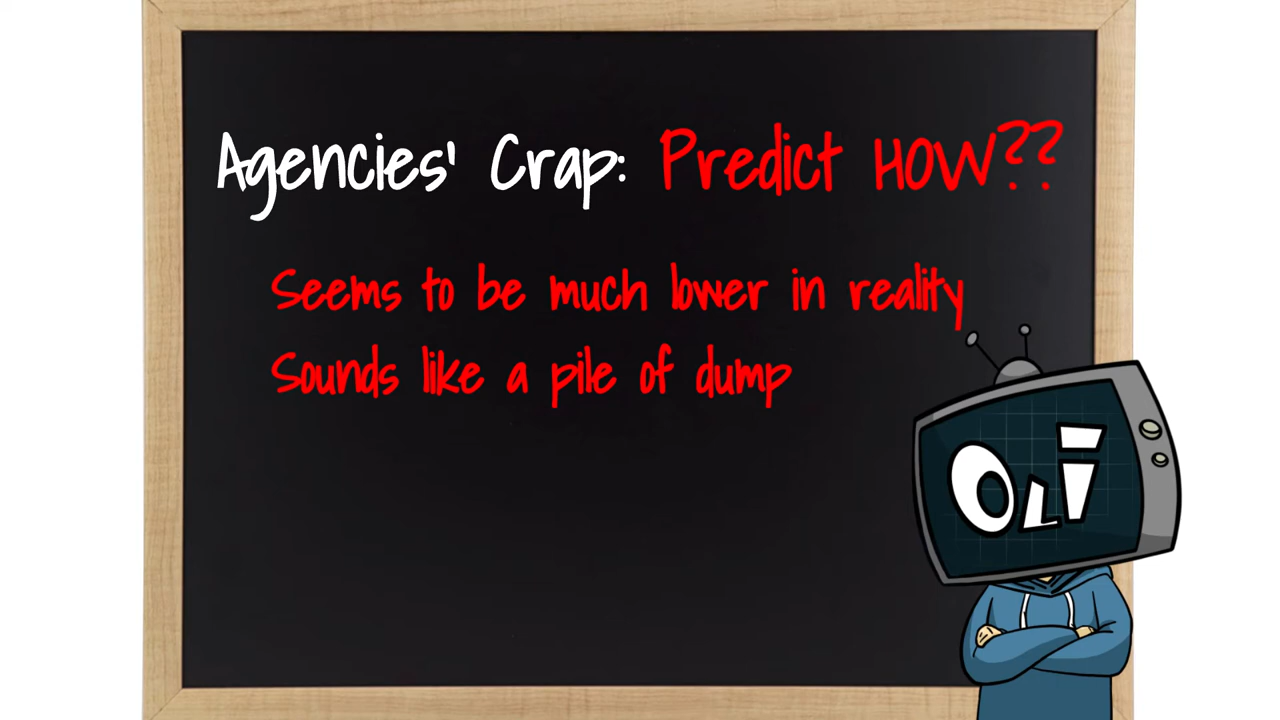 Agencies' Crap: Predict HOW??
Seems to be much lower in reality
Sounds like a pile of dump
OLI